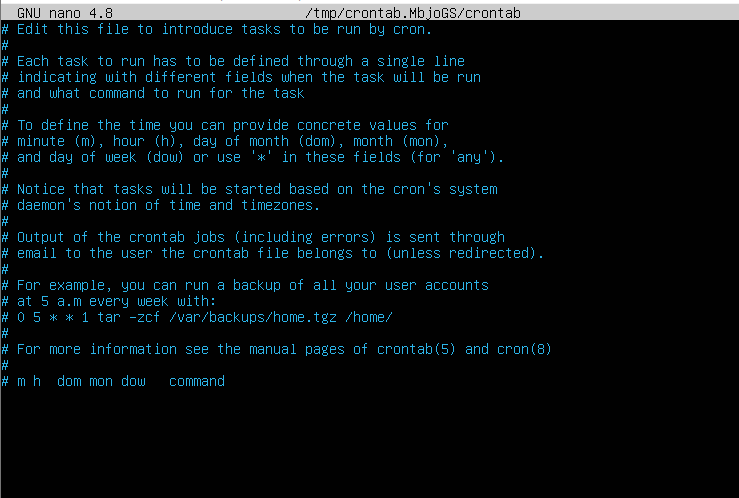 GNU nano 4.8 /tmp/crontab.MbjoGS/crontab
# Edit this file to introduce tasks to be run by cron.
#
# Each task to run has to be defined through a single line
# indicating with different fields when the task will be run
# and what command to run for the task
#
# To define the time you can provide concrete values for
# minute (m), hour (h), day of month (dom), month (mon),
# and day of week (dow) or use '*' in these fields (for 'any').
#
# Notice that tasks will be started based on the cron's system
# daemon's notion of time and timezones.
#
# Output of the crontab jobs (including errors) is sent through
# email to the user the crontab file belongs to (unless redirected).
#
# For example, you can run a backup of all your user accounts
# at 5 a.m every week with:
# 0 5 * * 1 tar -zcf /var/backups/home.tgz /home/
#
# For more information see the manual pages of crontab(5) and cron(8)
#
# m h  dom mon dow   command